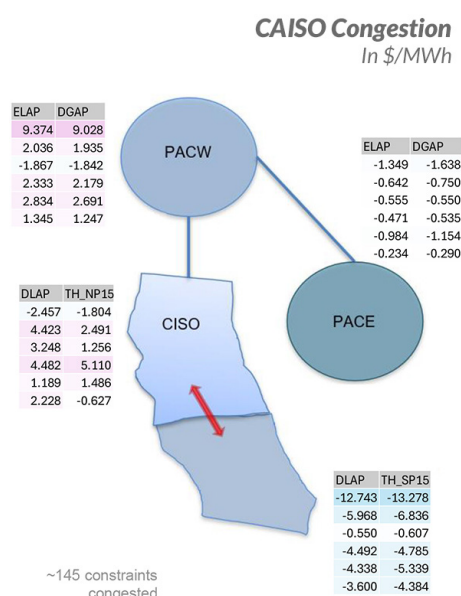 CAISO Congestion
In $/MWh
ELAP DGAP
9.374 9.028
2.036 1.935
-1.867 -1.842
2.333 2.179
2.834 2.691
1.345 1.247
PACW
ELAP DGAP
-1.349 -1.638
-0.642 -0.750
-0.555 -0.550
-0.471 -0.535
-0.984 -1.154
-0.234 -0.290
DLAP TH_NP15
-2.457 -1.804
4.423 2.491
3.248 1.256
4.482 5.110
1.189 1.486
2.228 -0.627
CISO
PACE
DLAP TH_SP15
-12.743 -13.278
-5.968 -6.836
-0.550 -0.607
-4.492 -4.785
-4.338 -5.339
-3.600 -4.384
~145 constraints
congested